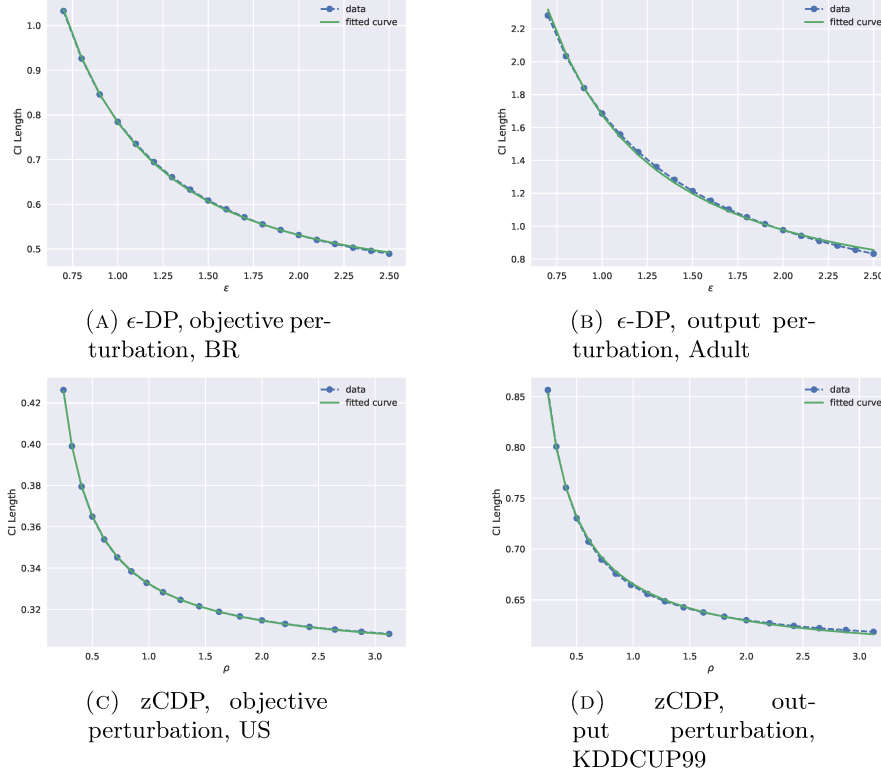 data
fitted curve
1.0
0.9
0.8
0.7
0.6
0.5
CI Length
0.75 1.00 1.25 1.50 1.75 2.00 2.25 2.50
ε
(A) ϵ-DP, objective per-
turbation, BR
data
fitted curve
2.2
2.0
1.8
1.6
1.4
1.2
1.0
0.8
CI Length
0.75 1.00 1.25 1.50 1.75 2.00 2.25 2.50
ε
(B) ϵ-DP, output per-
turbation, Adult
data
fitted curve
0.42
0.40
0.38
0.36
0.34
0.32
CI Length
0.5 1.0 1.5 2.0 2.5 3.0
ρ
(C) zCDP, objective
perturbation, US
data
fitted curve
0.85
0.80
0.75
0.70
0.65
CI Length
0.5 1.0 1.5 2.0 2.5 3.0
ρ
(D) zCDP, out-
put perturbation,
KDDCUP99